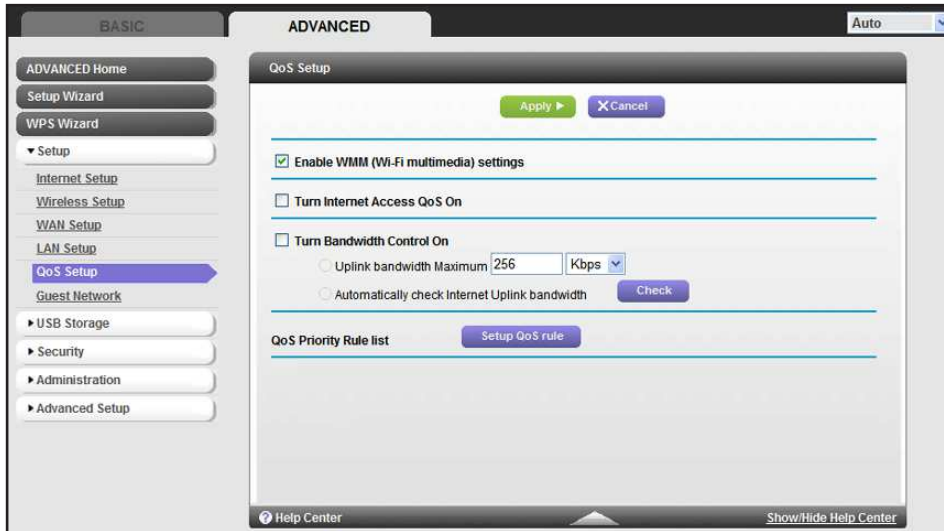 BASIC
ADVANCED
Auto
ADVANCED Home
Setup Wizard
WPS Wizard
Setup
Internet Setup
Wireless Setup
WAN Setup
LAN Setup
QoS Setup
Guest Network
USB Storage
Security
Administration
Advanced Setup
QoS Setup
Apply
Cancel
Enable WMM (Wi-Fi multimedia) settings
Turn Internet Access QoS On
Turn Bandwidth Control On
Uplink bandwidth Maximum 256 Kbps
Automatically check Internet Uplink bandwidth Check
QoS Priority Rule list Setup QoS rule
Help Center Show/Hide Help Center